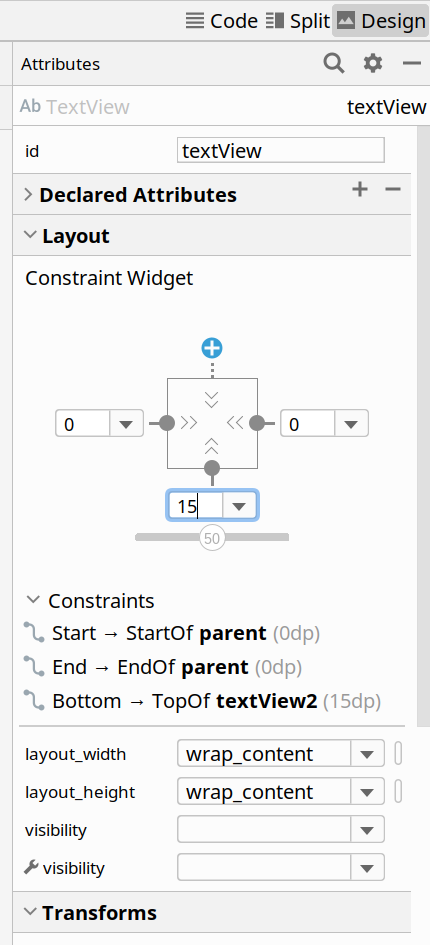 Code Split Design
Attributes
Ab TextView textView
id textView
Declared Attributes
Layout
Constraint Widget
0 0
15
50
Constraints
Start → StartOf parent (0dp)
End → EndOf parent (0dp)
Bottom → TopOf textView2 (15dp)
layout_width wrap_content
layout_height wrap_content
visibility
visibility
Transforms